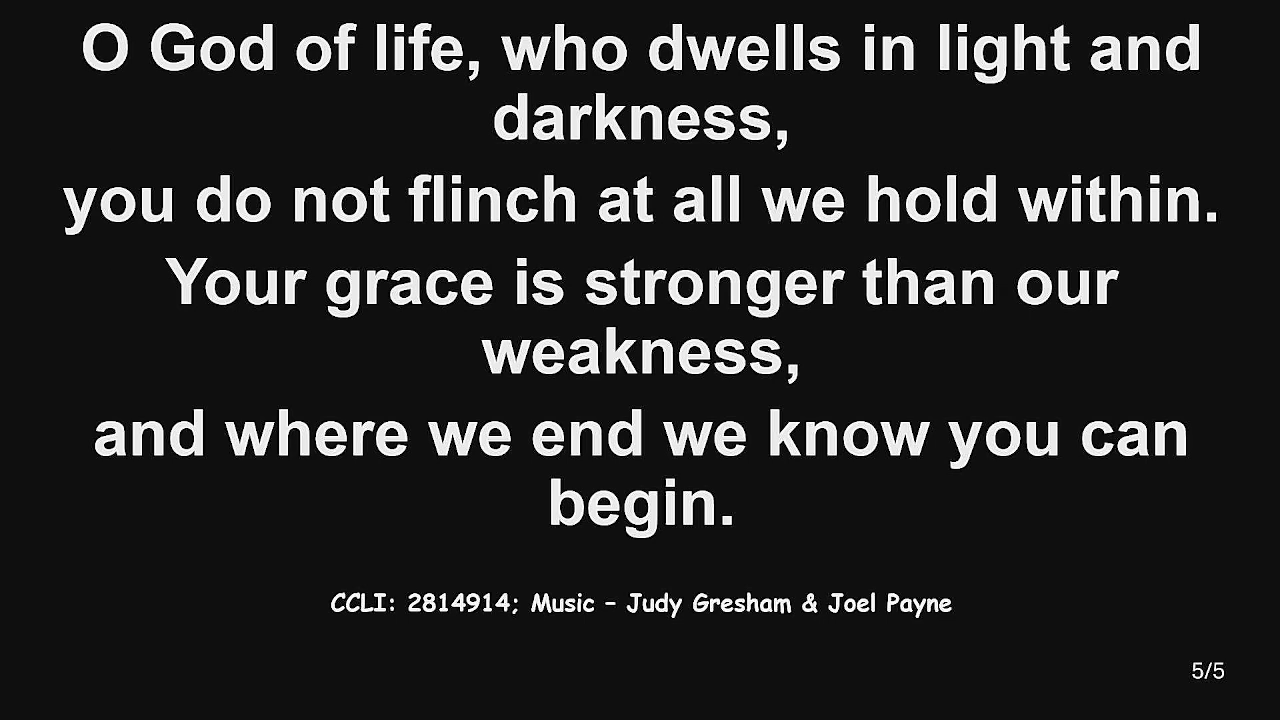 O God of life, who dwells in light and
darkness,
you do not flinch at all we hold within.
Your grace is stronger than our
weakness,
and where we end we know you can
begin.
CCLI: 2814914; Music – Judy Gresham & Joel Payne
5/5